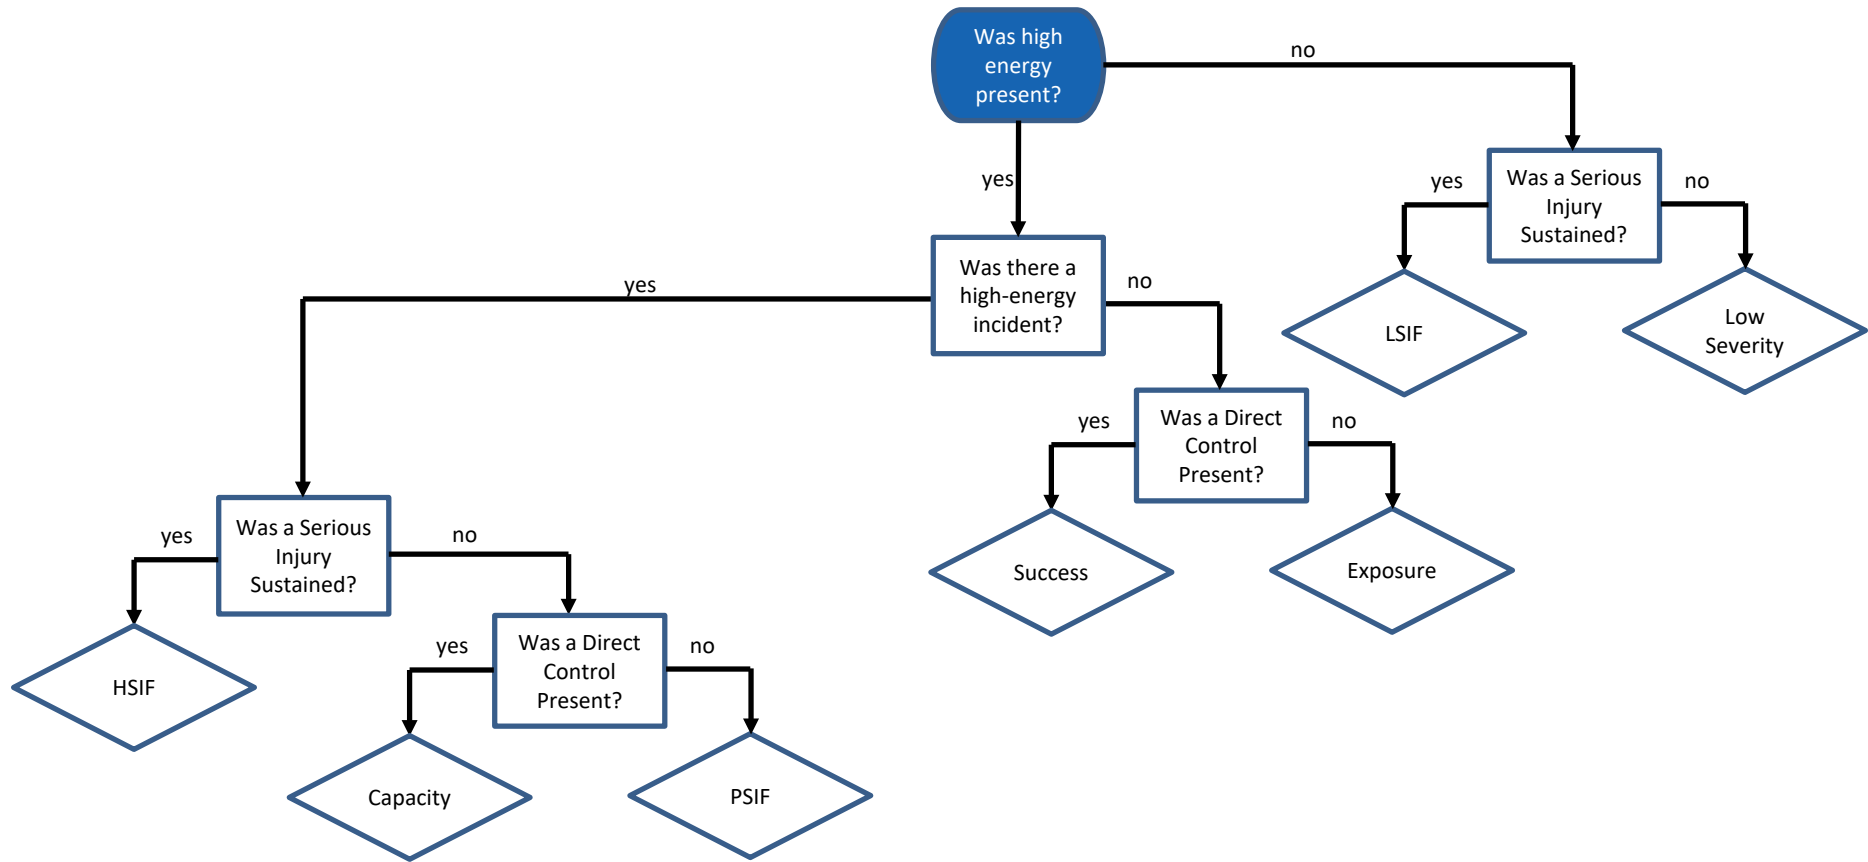 Was high
energy
present?
no
yes
Was a Serious
Injury
Sustained?
yes
no
LSIF
Low
Severity
Was there a
high-energy
incident?
yes
no
Was a Direct
Control
Present?
yes
no
Success
Exposure
Was a Serious
Injury
Sustained?
yes
no
HSIF
Was a Direct
Control
Present?
yes
no
Capacity
PSIF